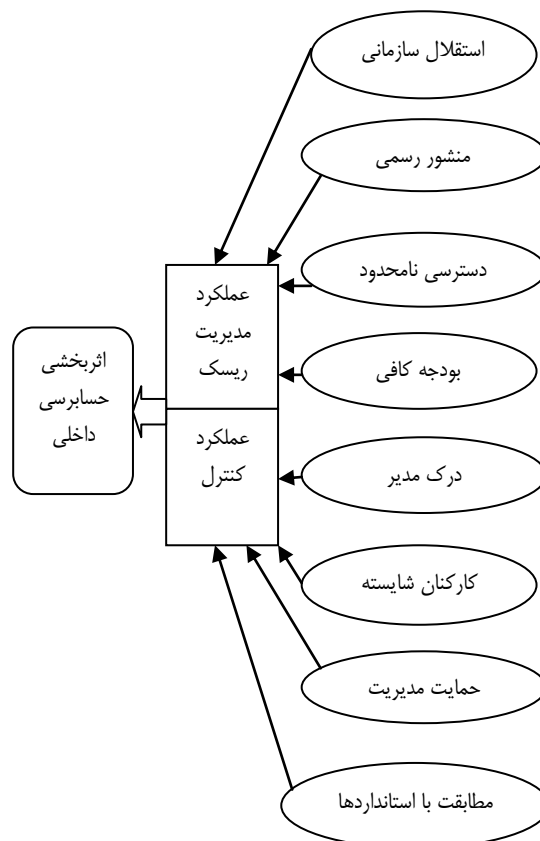 استقلال سازمانی
منشور رسمی
دسترسی نامحدود
بودجه کافی
درک مدیر
کارکنان شایسته
حمایت مدیریت
مطابقت با استانداردها
عملکرد
مدیریت
ریسک
عملکرد
کنترل
اثربخشی
حسابرسی
داخلی